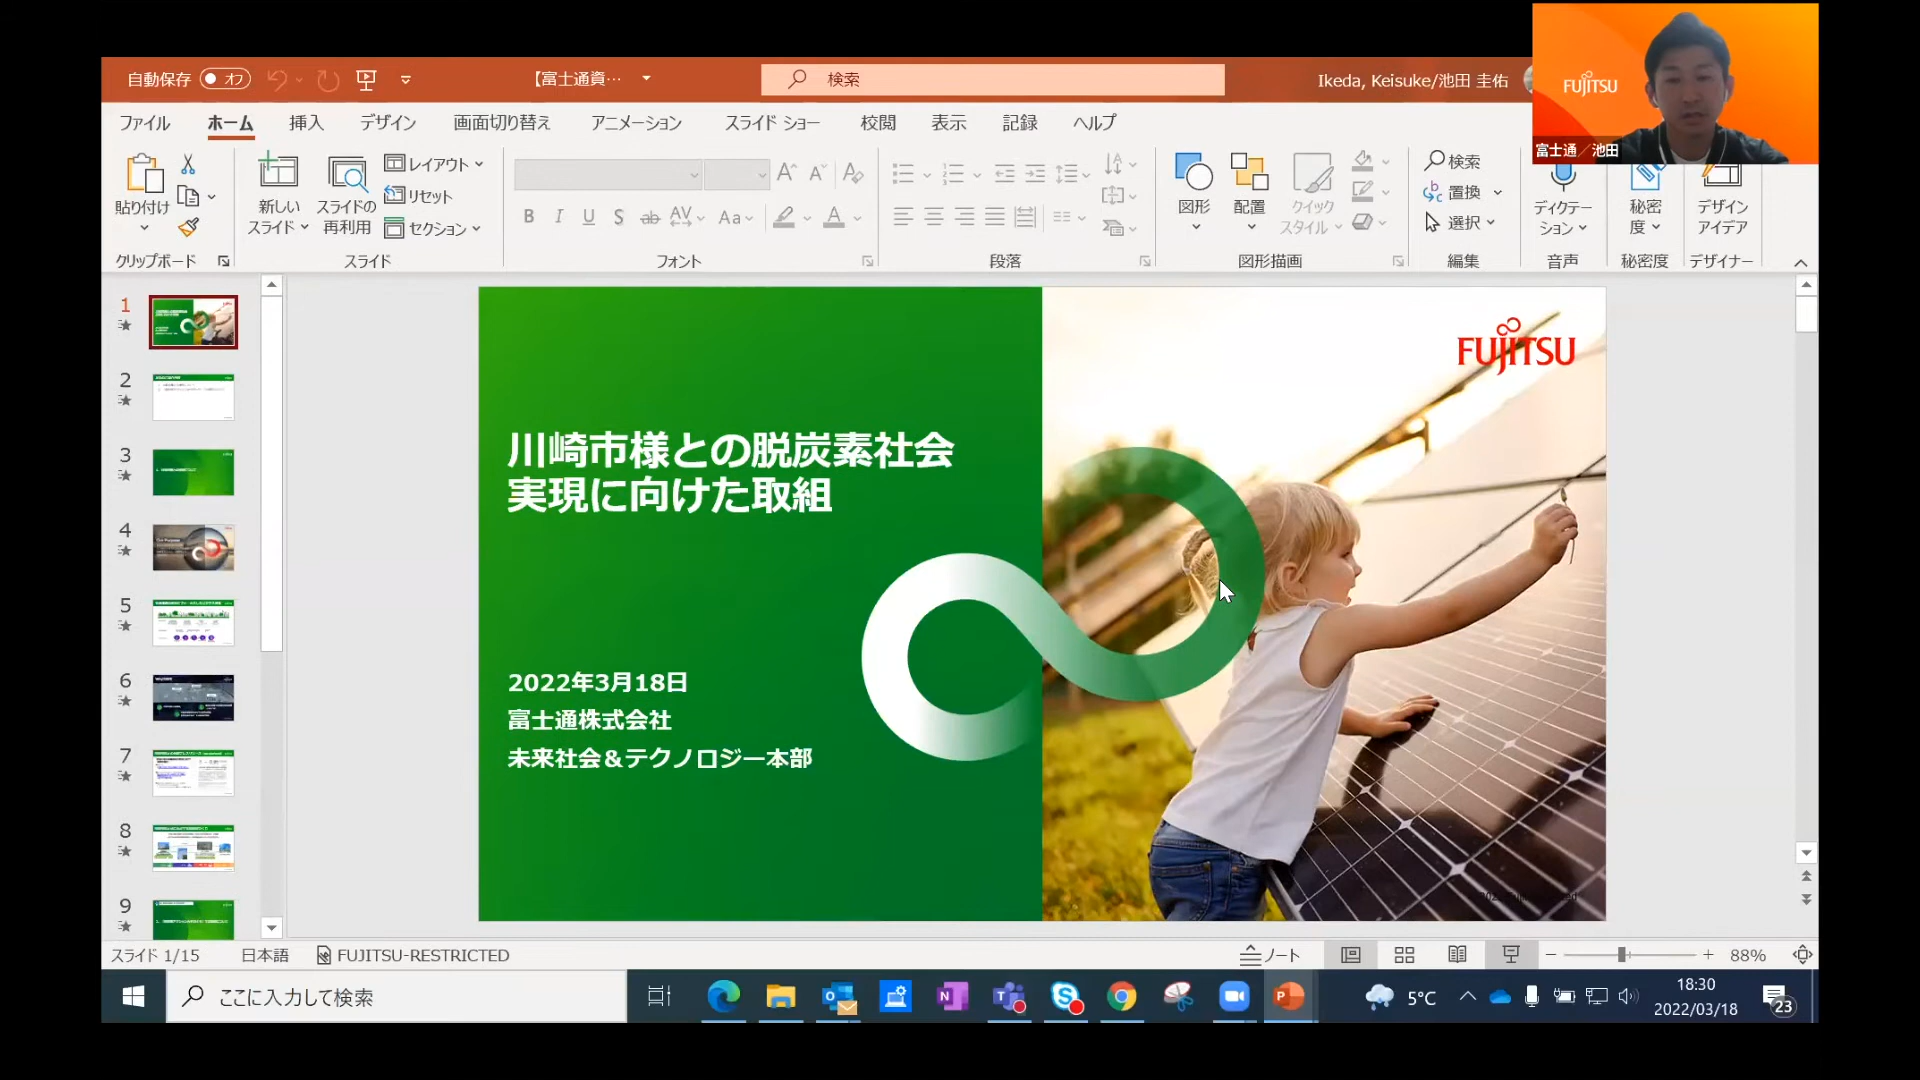 自動保存 オフ
【富士通資…
検索
Ikeda, Keisuke/池田 圭佑
FUJITSU
富士通／池田
ファイル ホーム 挿入 デザイン 画面切り替え アニメーション スライド ショー 校閲 表示 記録 ヘルプ
貼り付け
新しい
スライド
スライドの
再利用
レイアウト
リセット
セクション
B I U S ab AV Aa A
図形
配置
クイック
スタイル
検索
置換
選択
ディクテー
ション
秘密
度
デザイン
アイデア
クリップボード スライド フォント 段落 図形描画 編集 音声 秘密度 デザイナー
1
2
3
4
5
6
7
8
9
FUJITSU
川崎市様との脱炭素社会
実現に向けた取組
2022年3月18日
富士通株式会社
未来社会＆テクノロジー本部
スライド 1/15 日本語 FUJITSU-RESTRICTED ノート 88%
ここに入力して検索
5°C
18:30
2022/03/18
23